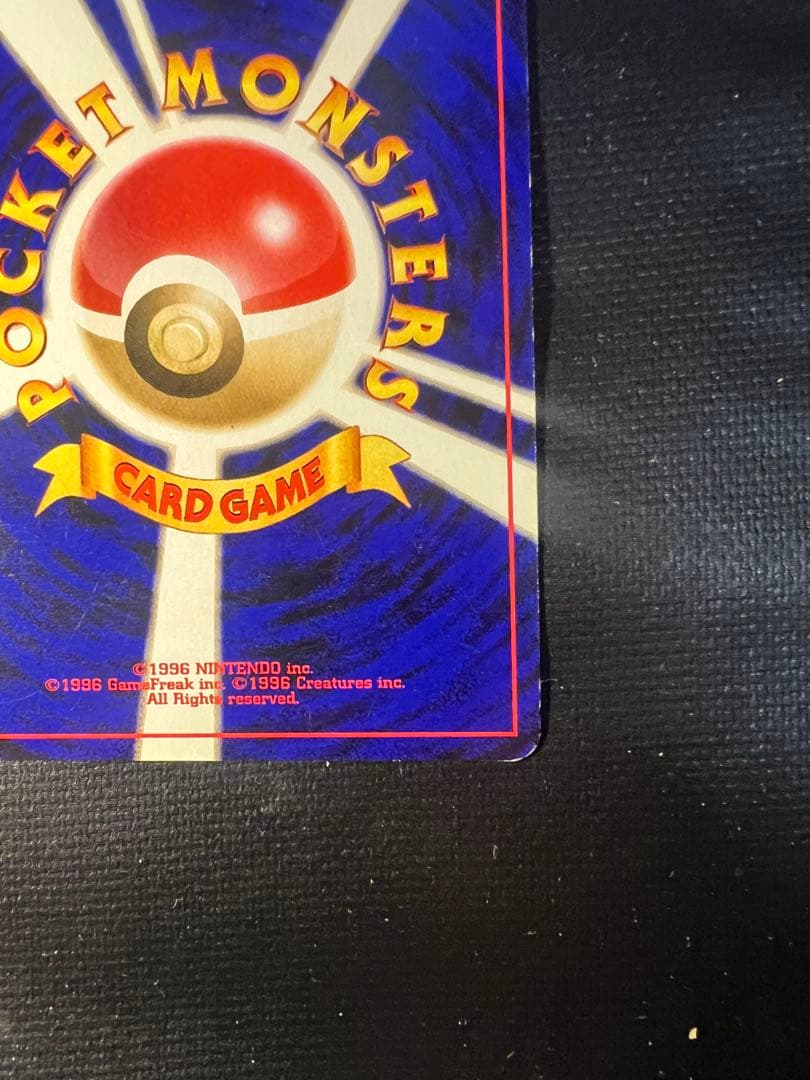 POCKET MONSTERS
CARD GAME
©1996 NINTENDO inc.
©1996 GameFreak inc. ©1996 Creatures inc.
All Rights reserved.